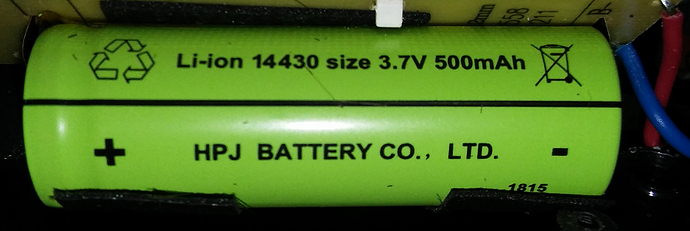 Li-ion 14430 size 3.7V 500mAh
+ HPJ BATTERY CO., LTD. -
1815